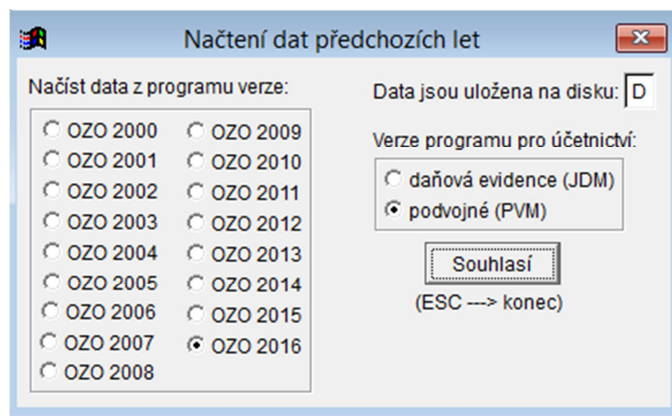 Načtení dat předchozích let
Načíst data z programu verze:
OZO 2000
OZO 2001
OZO 2002
OZO 2003
OZO 2004
OZO 2005
OZO 2006
OZO 2007
OZO 2008
OZO 2009
OZO 2010
OZO 2011
OZO 2012
OZO 2013
OZO 2014
OZO 2015
OZO 2016
Data jsou uložena na disku: D
Verze programu pro účetnictví:
daňová evidence (JDM)
podvojné (PVM)
Souhlasí
(ESC ---> konec)